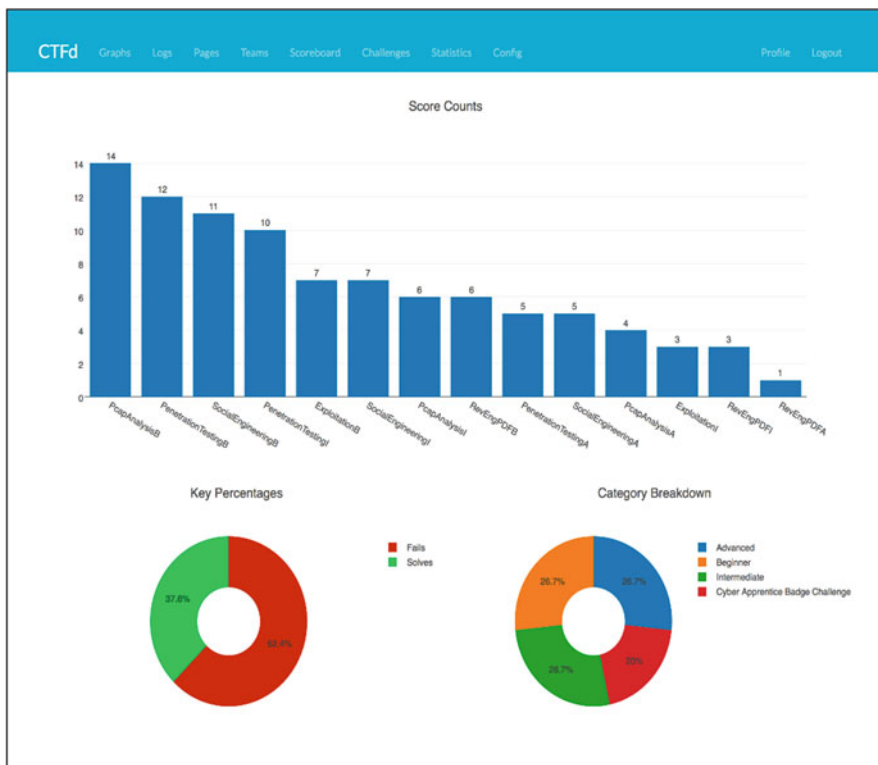 CTFd Graphs Logs Pages Teams Scoreboard Challenges Statistics Config Profile Logout
Score Counts
14
12
10
8
6
4
2
0
14
12
11
10
7
7
6
6
5
5
4
3
3
1
PcapAnalysisB
PenetrationTestingB
SocialEngineeringB
PenetrationTestingI
ExploitationB
SocialEngineeringI
PcapAnalysisI
RevEngPDFB
PenetrationTestingA
SocialEngineeringA
PcapAnalysisA
ExploitationI
RevEngPDFI
RevEngPDFA
Key Percentages
37.6%
62.4%
Fails
Solves
Category Breakdown
26.7%
26.7%
26.7%
20%
Advanced
Beginner
Intermediate
Cyber Apprentice Badge Challenge